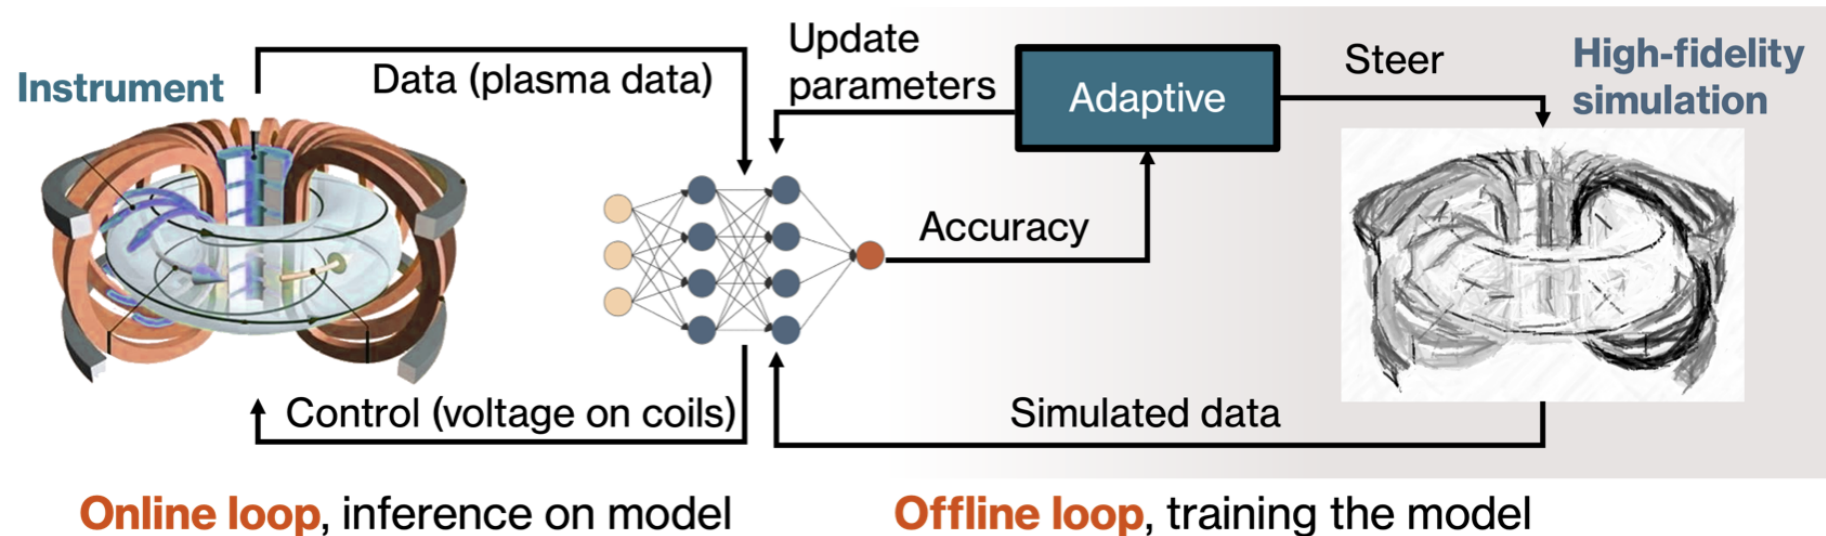 Instrument
Data (plasma data)
Control (voltage on coils)
Update
parameters
Adaptive
Steer
High-fidelity
simulation
Accuracy
Simulated data
Online loop, inference on model
Offline loop, training the model